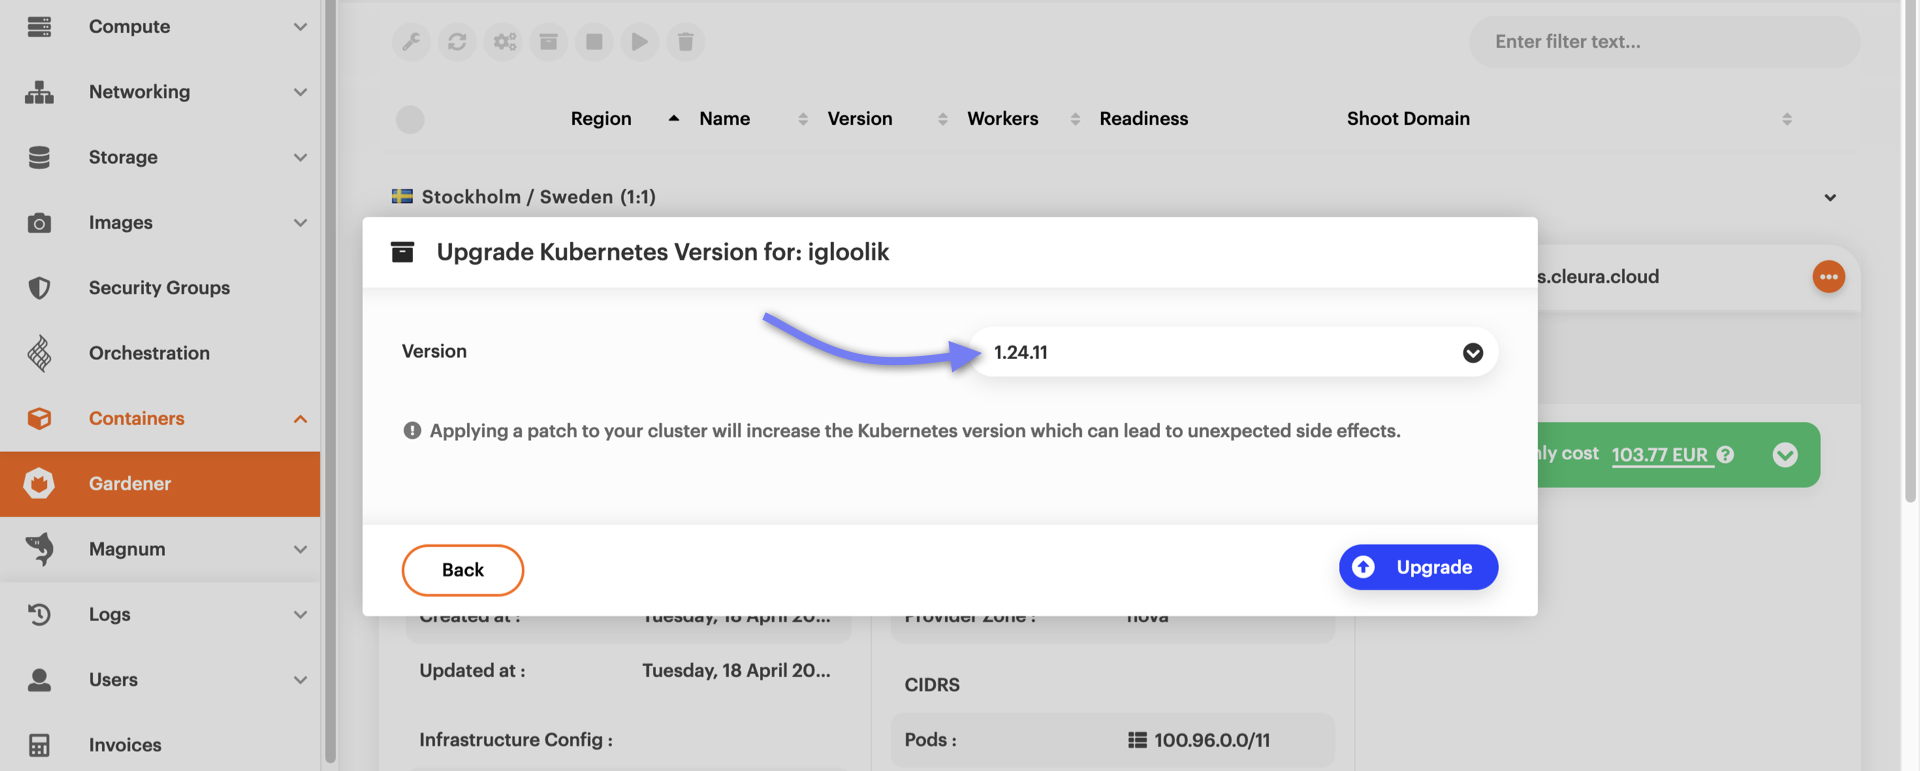 Compute
Networking
Storage
Images
Security Groups
Orchestration
Containers
Gardener
Magnum
Logs
Users
Invoices
Enter filter text...
Region Name Version Workers Readiness Shoot Domain
Stockholm / Sweden (1:1)
s.cleura.cloud
Upgrade Kubernetes Version for: igloolik
Version 1.24.11
Applying a patch to your cluster will increase the Kubernetes version which can lead to unexpected side effects.
ly cost 103.77 EUR
Back Upgrade
Created at : Tuesday, 18 April 20...
Provider Zone : nova
Updated at : Tuesday, 18 April 20...
CIDRS
Infrastructure Config :
Pods : 100.96.0.0/11